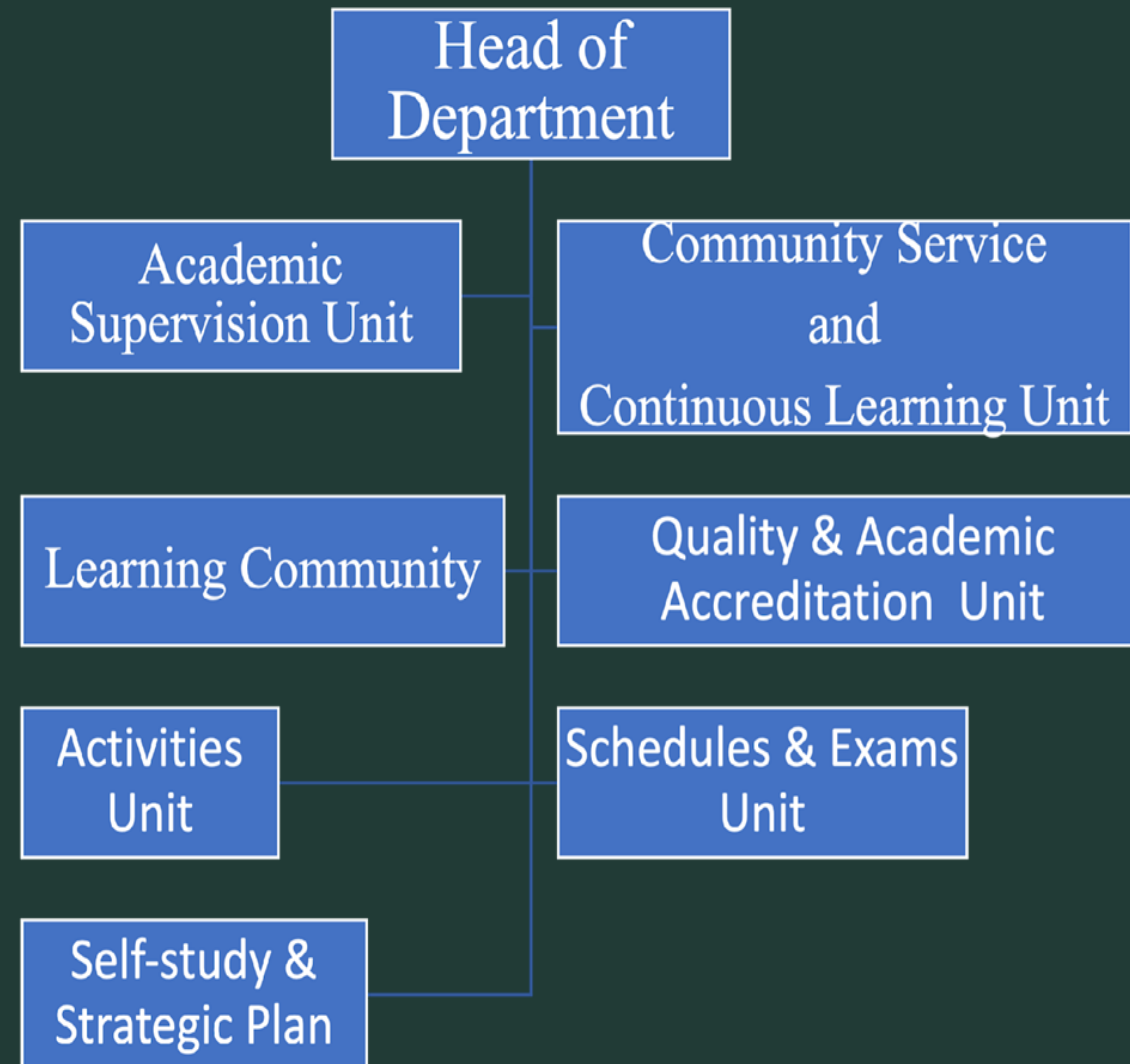 Head of
Department
Academic
Supervision Unit
Community Service
and
Continuous Learning Unit
Learning Community
Quality & Academic
Accreditation Unit
Activities
Unit
Schedules & Exams
Unit
Self-study &
Strategic Plan